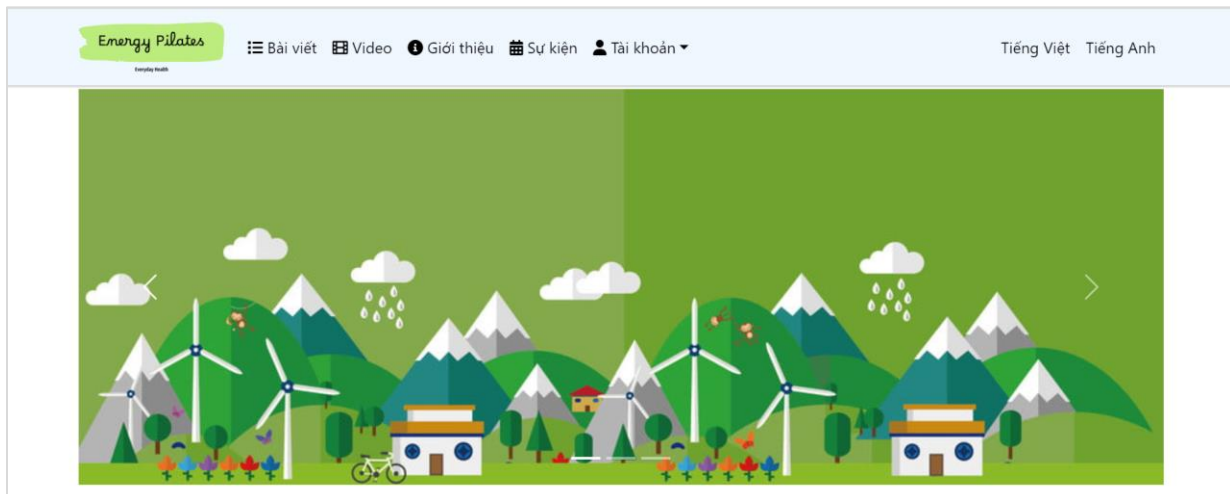 Energy Pilates
Everyday Health
Bài viết Video Giới thiệu Sự kiện Tài khoản Tiếng Việt Tiếng Anh